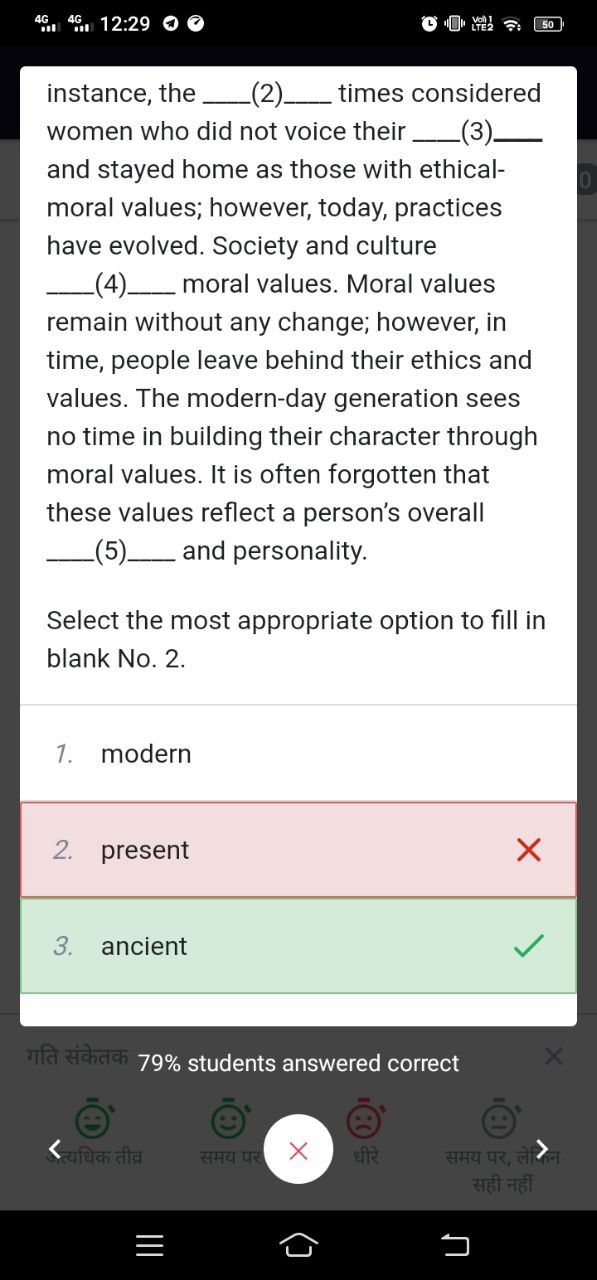 4G 4G 12:29 Vo)) 1 LTE2 50
instance, the ____(2)____ times considered
women who did not voice their ____(3)____
and stayed home as those with ethical-
moral values; however, today, practices
have evolved. Society and culture
____(4)____ moral values. Moral values
remain without any change; however, in
time, people leave behind their ethics and
values. The modern-day generation sees
no time in building their character through
moral values. It is often forgotten that
these values reflect a person's overall
____(5)____ and personality.
Select the most appropriate option to fill in
blank No. 2.
1. modern
2. present
3. ancient
गति संकेतक 79% students answered correct
अत्यधिक तीव्र समय पर धीरे समय पर, लेकिन
सही नहीं